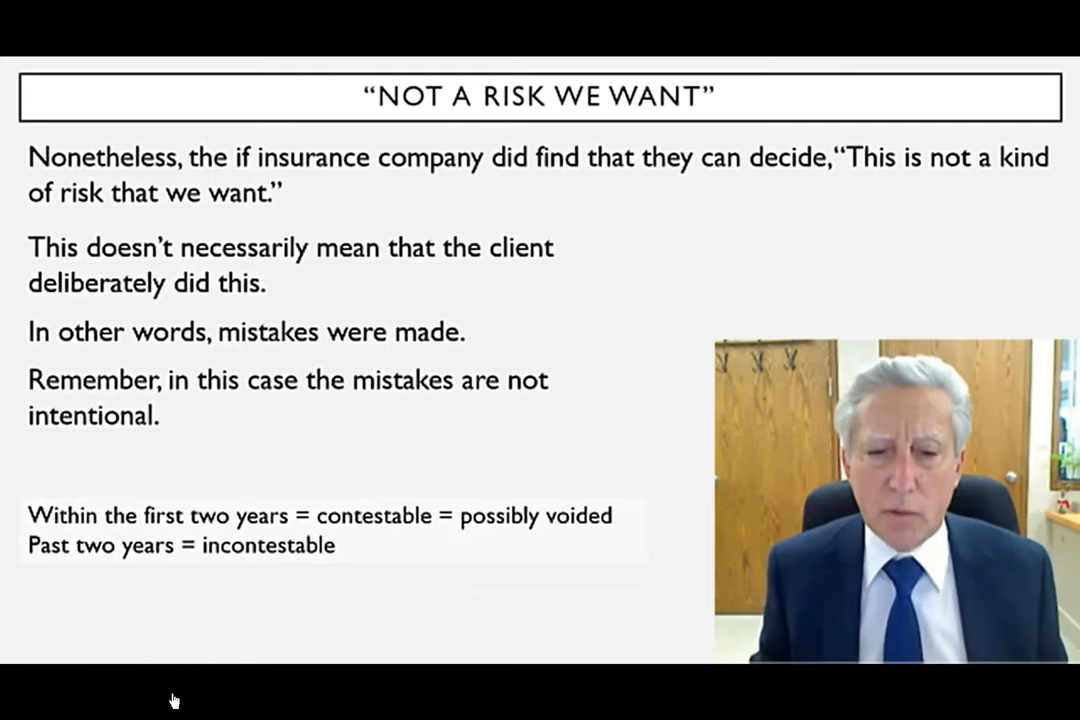 “NOT A RISK WE WANT”
Nonetheless, the if insurance company did find that they can decide,“This is not a kind
of risk that we want.”
This doesn’t necessarily mean that the client
deliberately did this.
In other words, mistakes were made.
Remember, in this case the mistakes are not
intentional.
Within the first two years = contestable = possibly voided
Past two years = incontestable